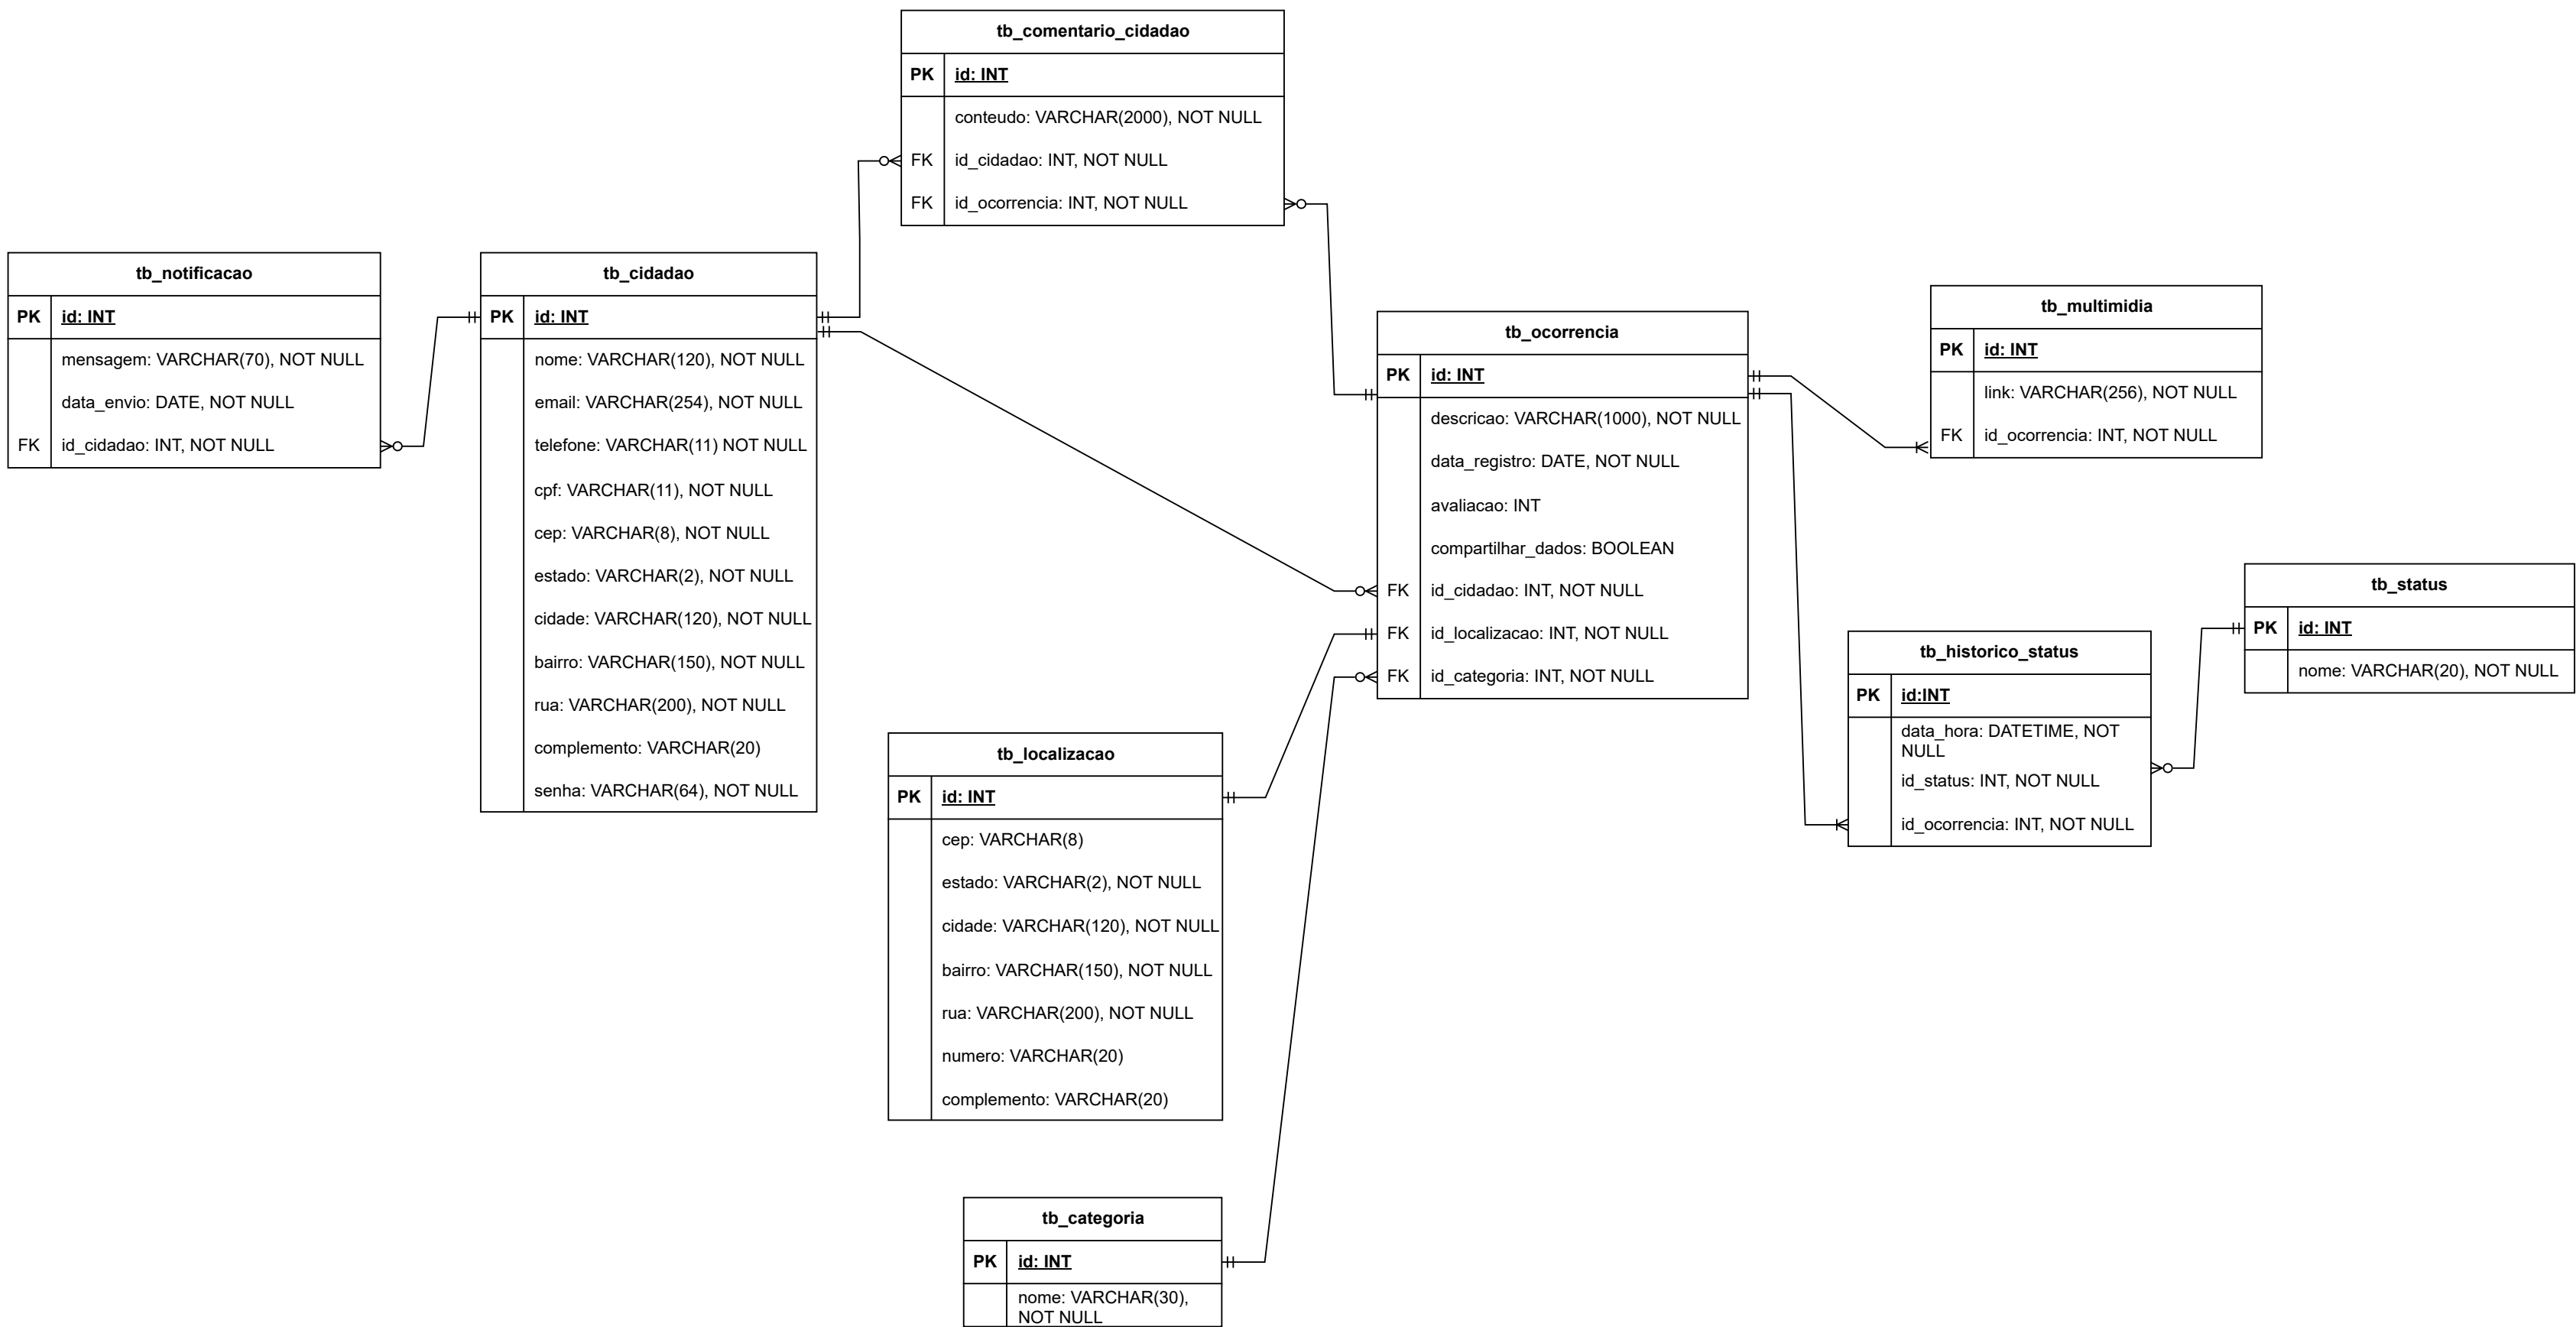 tb_comentario_cidadao
PK id: INT
conteudo: VARCHAR(2000), NOT NULL
FK id_cidadao: INT, NOT NULL
FK id_ocorrencia: INT, NOT NULL
tb_notificacao
PK id: INT
mensagem: VARCHAR(70), NOT NULL
data_envio: DATE, NOT NULL
FK id_cidadao: INT, NOT NULL
tb_cidadao
PK id: INT
nome: VARCHAR(120), NOT NULL
email: VARCHAR(254), NOT NULL
telefone: VARCHAR(11) NOT NULL
cpf: VARCHAR(11), NOT NULL
cep: VARCHAR(8), NOT NULL
estado: VARCHAR(2), NOT NULL
cidade: VARCHAR(120), NOT NULL
bairro: VARCHAR(150), NOT NULL
rua: VARCHAR(200), NOT NULL
complemento: VARCHAR(20)
senha: VARCHAR(64), NOT NULL
tb_ocorrencia
PK id: INT
descricao: VARCHAR(1000), NOT NULL
data_registro: DATE, NOT NULL
avaliacao: INT
compartilhar_dados: BOOLEAN
FK id_cidadao: INT, NOT NULL
FK id_localizacao: INT, NOT NULL
FK id_categoria: INT, NOT NULL
tb_multimidia
PK id: INT
link: VARCHAR(256), NOT NULL
FK id_ocorrencia: INT, NOT NULL
tb_status
PK id: INT
nome: VARCHAR(20), NOT NULL
tb_historico_status
PK id:INT
data_hora: DATETIME, NOT
NULL
id_status: INT, NOT NULL
id_ocorrencia: INT, NOT NULL
tb_localizacao
PK id: INT
cep: VARCHAR(8)
estado: VARCHAR(2), NOT NULL
cidade: VARCHAR(120), NOT NULL
bairro: VARCHAR(150), NOT NULL
rua: VARCHAR(200), NOT NULL
numero: VARCHAR(20)
complemento: VARCHAR(20)
tb_categoria
PK id: INT
nome: VARCHAR(30),
NOT NULL